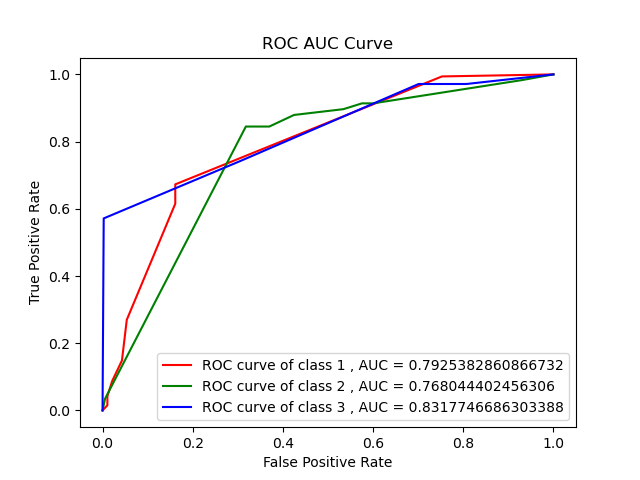 ROC AUC Curve
1.0
0.8
0.6
0.4
0.2
0.0
True Positive Rate
ROC curve of class 1 , AUC = 0.7925382860866732
ROC curve of class 2 , AUC = 0.768044402456306
ROC curve of class 3 , AUC = 0.8317746686303388
0.0 0.2 0.4 0.6 0.8 1.0
False Positive Rate